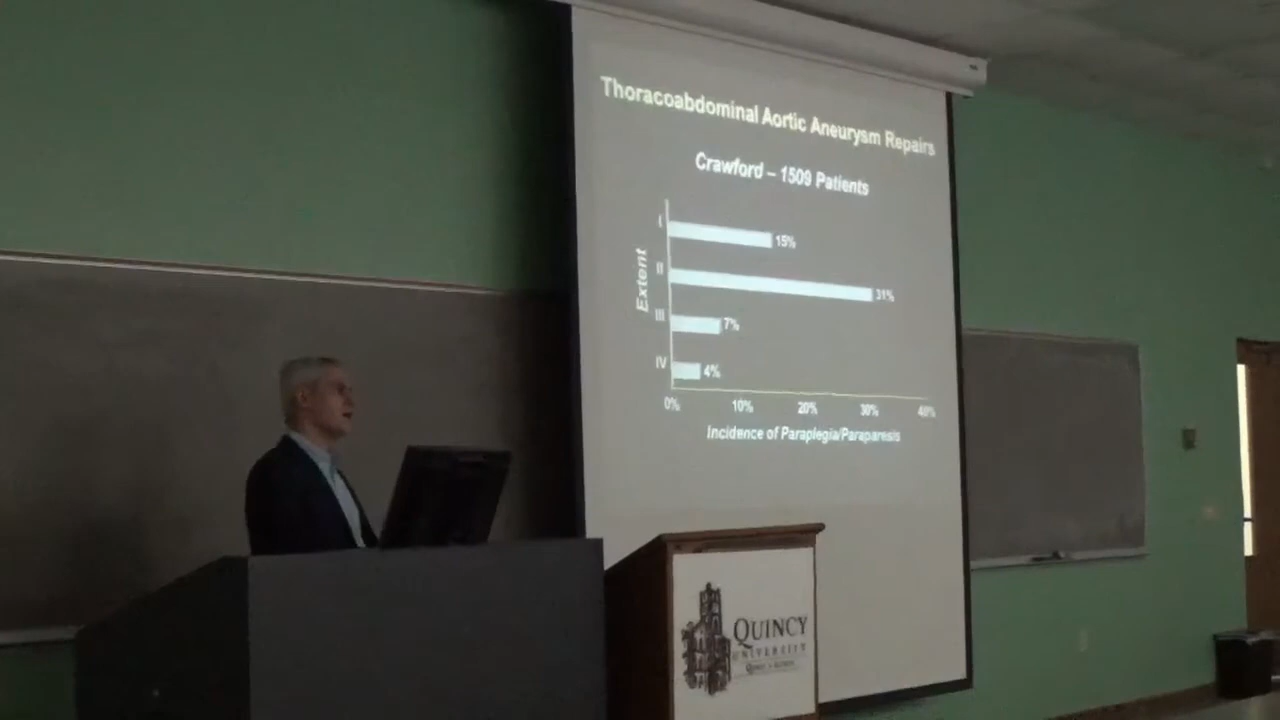 Thoracoabdominal Aortic Aneurysm Repairs
Crawford – 1509 Patients
Extent
I 15%
II 31%
III 7%
IV 4%
0% 10% 20% 30% 40%
Incidence of Paraplegia/Paraparesis
QUINCY
UNIVERSITY